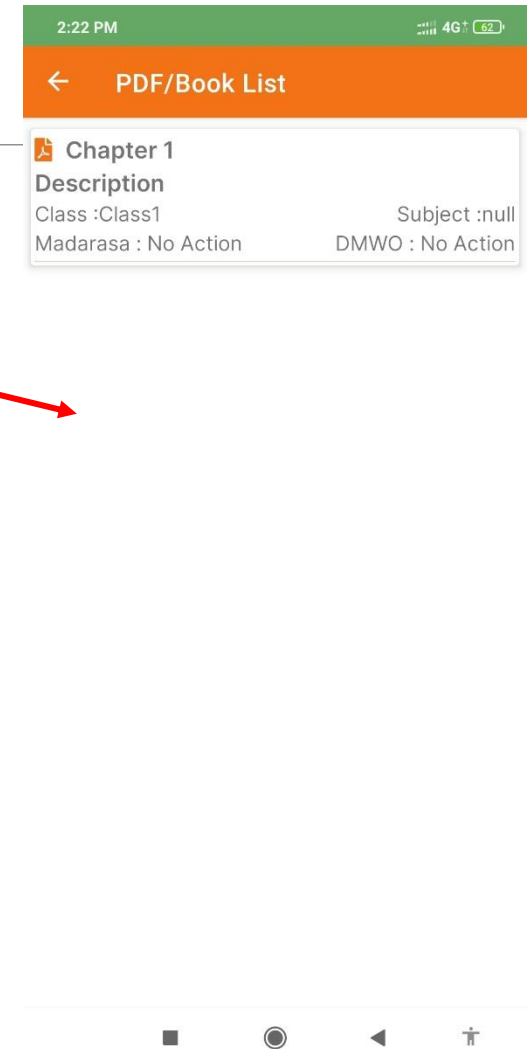 2:22 PM 4G+ 62
PDF/Book List
Chapter 1
Description
Class :Class1 Subject :null
Madarasa : No Action DMWO : No Action